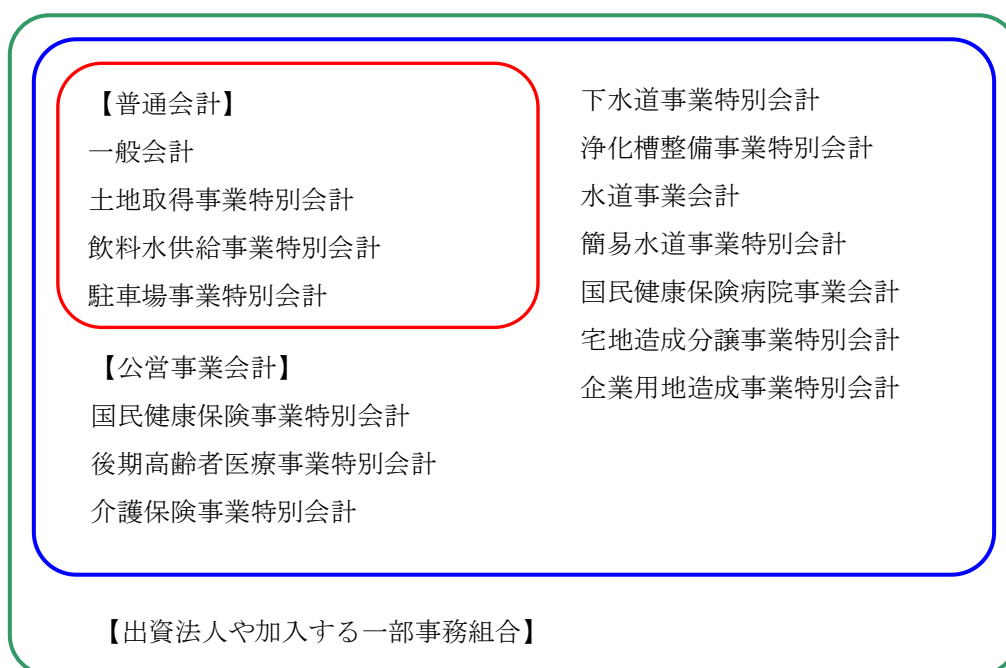 【普通会計】
一般会計
土地取得事業特別会計
飲料水供給事業特別会計
駐車場事業特別会計
【公営事業会計】
国民健康保険事業特別会計
後期高齢者医療事業特別会計
介護保険事業特別会計
下水道事業特別会計
浄化槽整備事業特別会計
水道事業会計
簡易水道事業特別会計
国民健康保険病院事業会計
宅地造成分譲事業特別会計
企業用地造成事業特別会計
【出資法人や加入する一部事務組合】